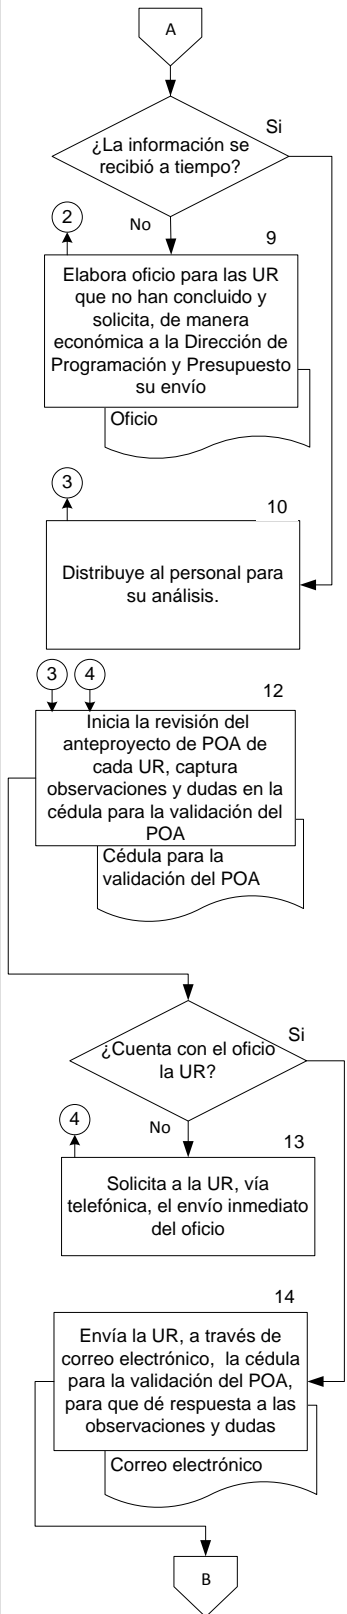 A
¿La información se
recibió a tiempo?
Si
No
2
9
Elabora oficio para las UR
que no han concluido y
solicita, de manera
económica a la Dirección de
Programación y Presupuesto
su envío
Oficio
3
10
Distribuye al personal para
su análisis.
3
4
12
Inicia la revisión del
anteproyecto de POA de
cada UR, captura
observaciones y dudas en la
cédula para la validación del
POA
Cédula para la
validación del POA
¿Cuenta con el oficio
la UR?
Si
No
4
13
Solicita a la UR, vía
telefónica, el envío inmediato
del oficio
14
Envía la UR, a través de
correo electrónico,  la cédula
para la validación del POA,
para que dé respuesta a las
observaciones y dudas
Correo electrónico
B